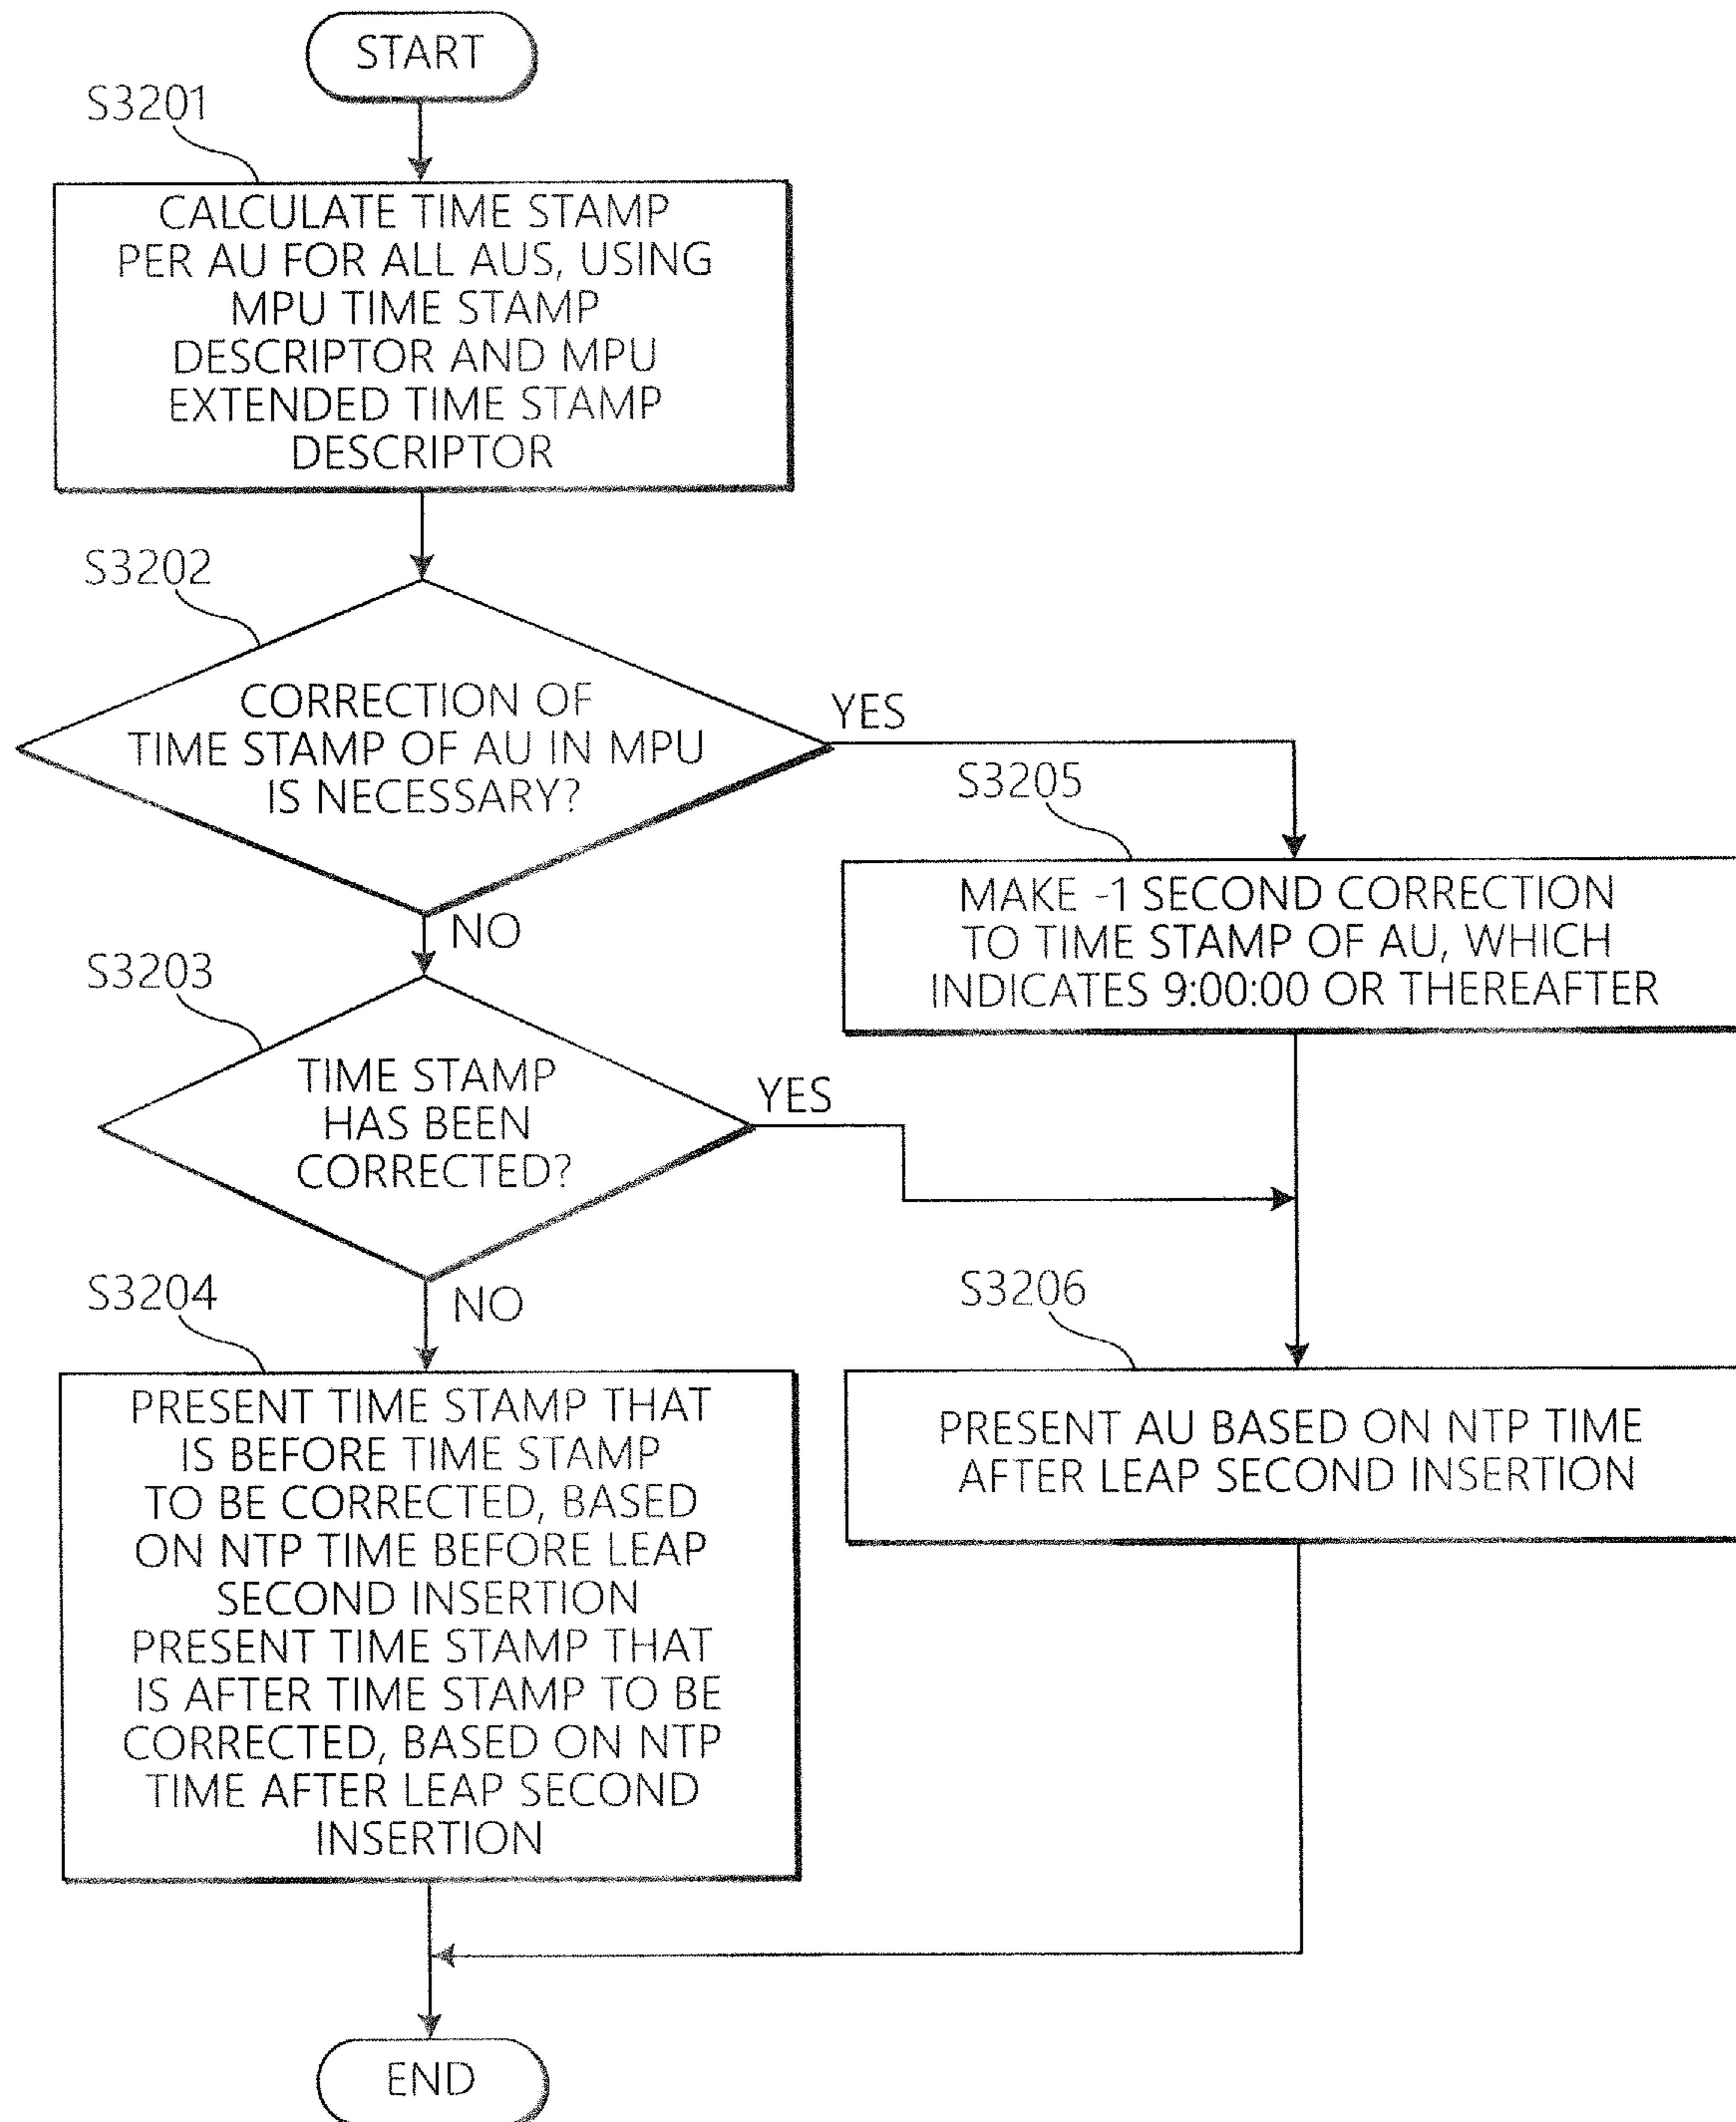 START
S3201
CALCULATE TIME STAMP
PER AU FOR ALL AUS, USING
MPU TIME STAMP
DESCRIPTOR AND MPU
EXTENDED TIME STAMP
DESCRIPTOR
S3202
CORRECTION OF
TIME STAMP OF AU IN MPU
IS NECESSARY?
YES
NO
S3205
MAKE -1 SECOND CORRECTION
TO TIME STAMP OF AU, WHICH
INDICATES 9:00:00 OR THEREAFTER
S3203
TIME STAMP
HAS BEEN
CORRECTED?
YES
NO
S3204
PRESENT TIME STAMP THAT
IS BEFORE TIME STAMP
TO BE CORRECTED, BASED
ON NTP TIME BEFORE LEAP
SECOND INSERTION
PRESENT TIME STAMP THAT
IS AFTER TIME STAMP TO BE
CORRECTED, BASED ON NTP
TIME AFTER LEAP SECOND
INSERTION
S3206
PRESENT AU BASED ON NTP TIME
AFTER LEAP SECOND INSERTION
END